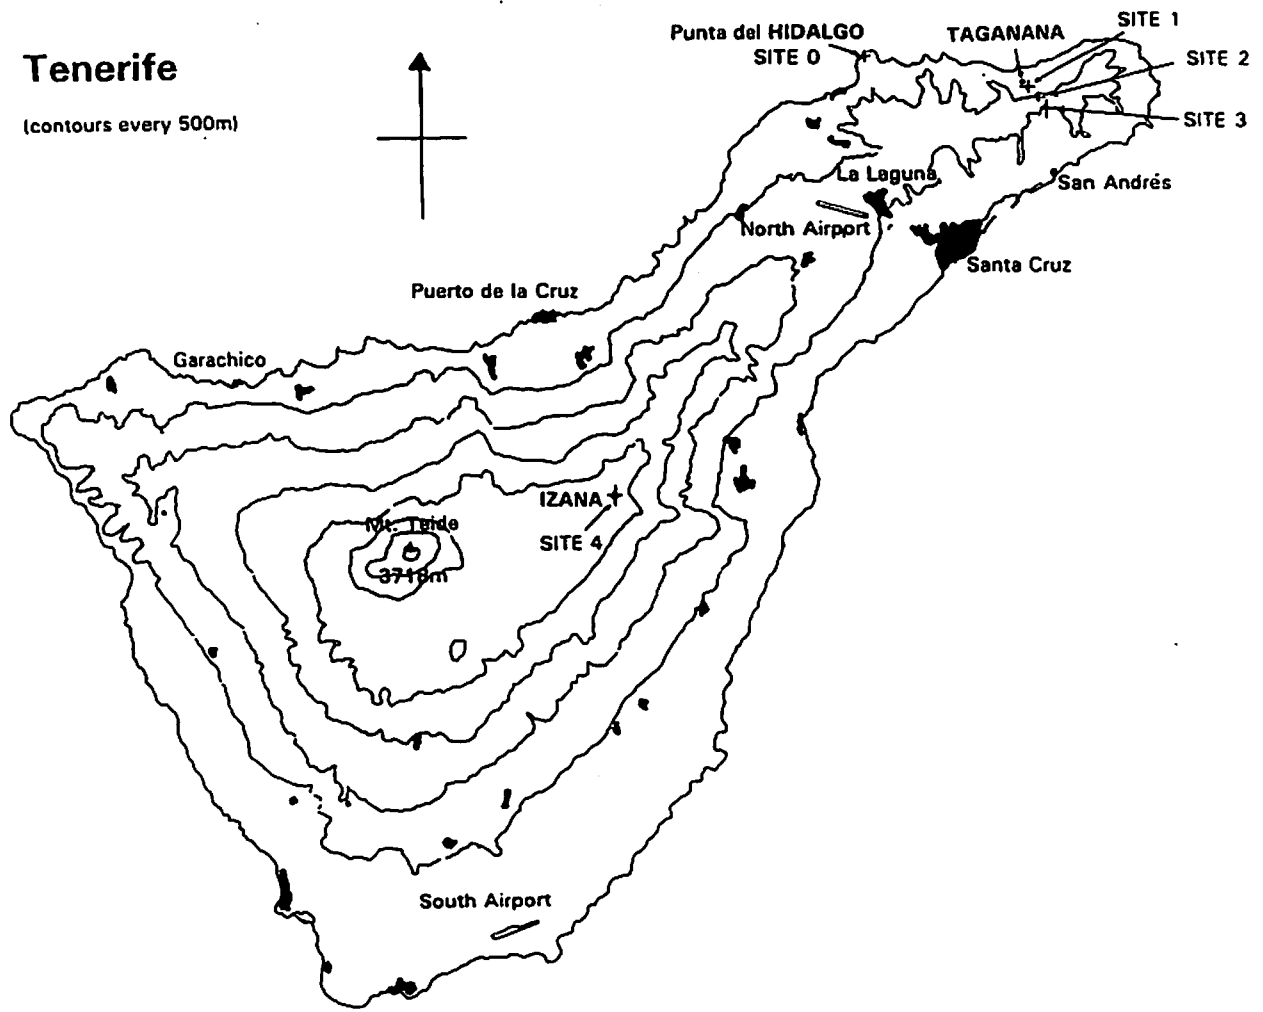 Tenerife
(contours every 500m)
Punta del HIDALGO
SITE 0
TAGANANA
SITE 1
SITE 2
SITE 3
La Laguna
San Andrés
North Airport
Santa Cruz
Puerto de la Cruz
Garachico
IZANA
SITE 4
Mt. Teide
3718m
South Airport